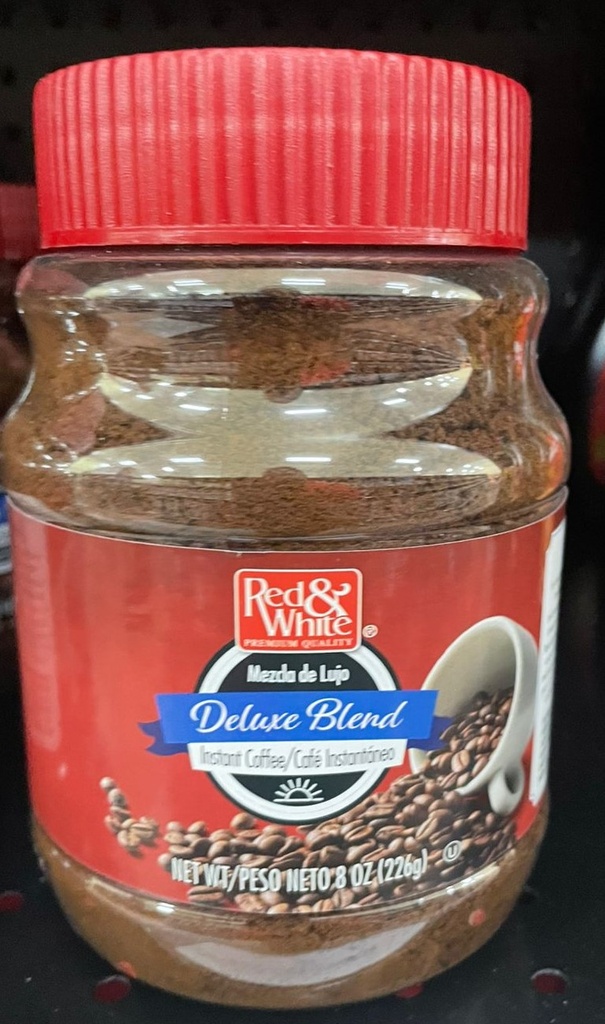 Red&
White®
PREMIUM QUALITY
Mezcla de Lujo
Deluxe Blend
Instant Coffee/Café Instantáneo
NET WT/PESO NETO 8 OZ (226g) U